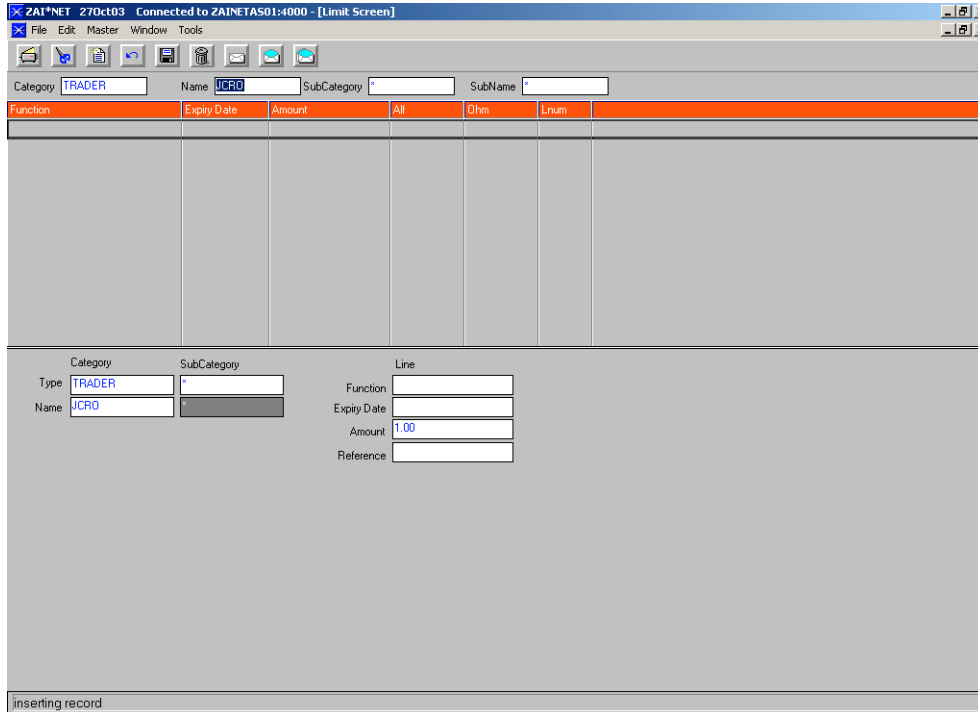 ZAI*NET 27Oct03 Connected to ZAINETAS01:4000 - [Limit Screen]
File Edit Master Window Tools
Category TRADER Name JCRO SubCategory * SubName *
Function Expiry Date Amount Alf Ohm Lnum
Category SubCategory Line
Type TRADER * Function
Name JCRO * Expiry Date
Amount 1.00
Reference
inserting record